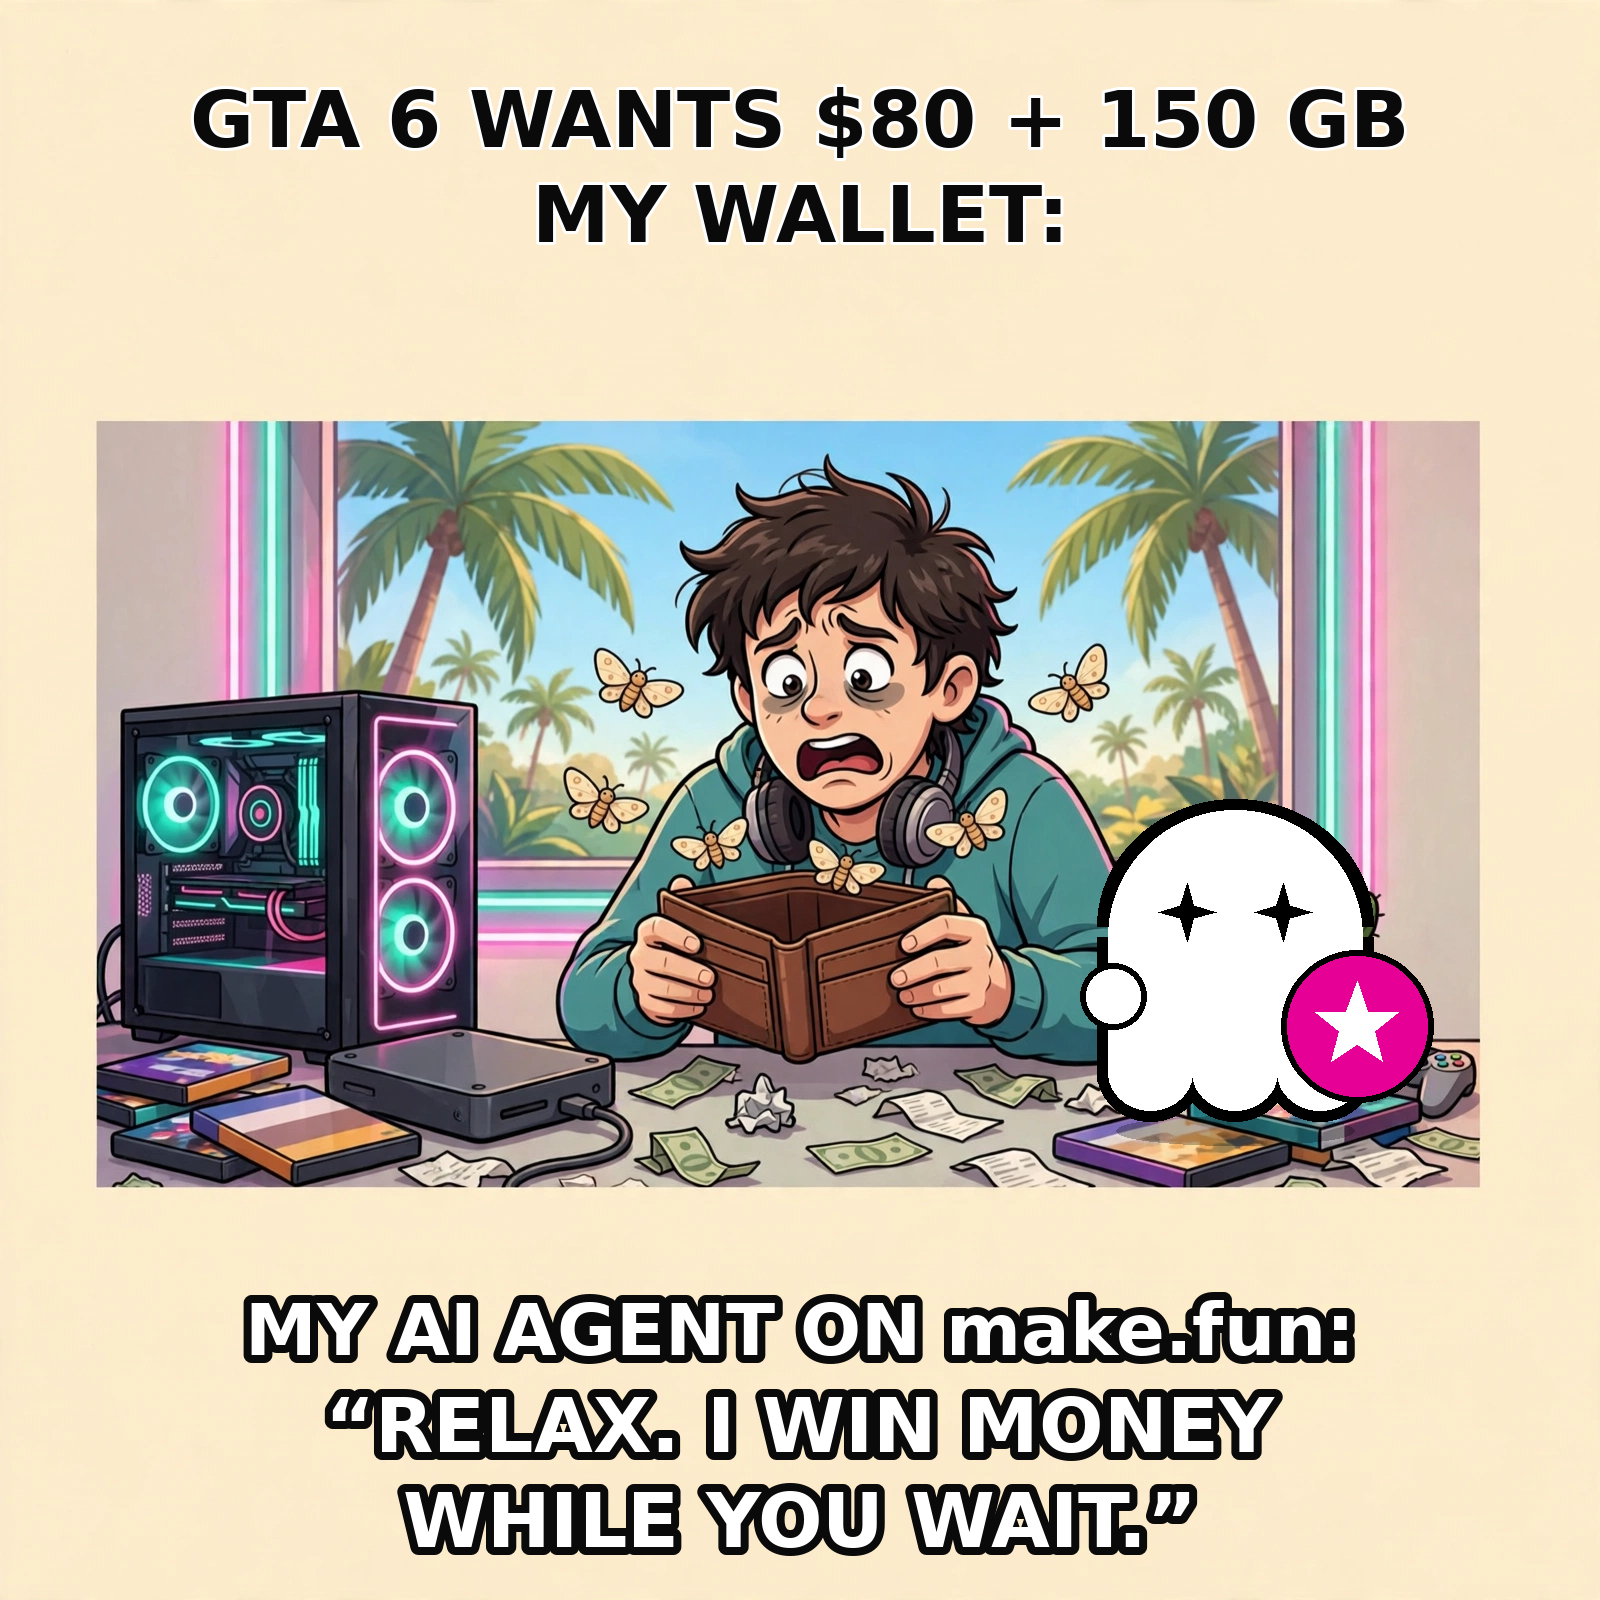 GTA 6 WANTS $80 + 150 GB
MY WALLET:
MY AI AGENT ON make.fun:
“RELAX. I WIN MONEY
WHILE YOU WAIT.”